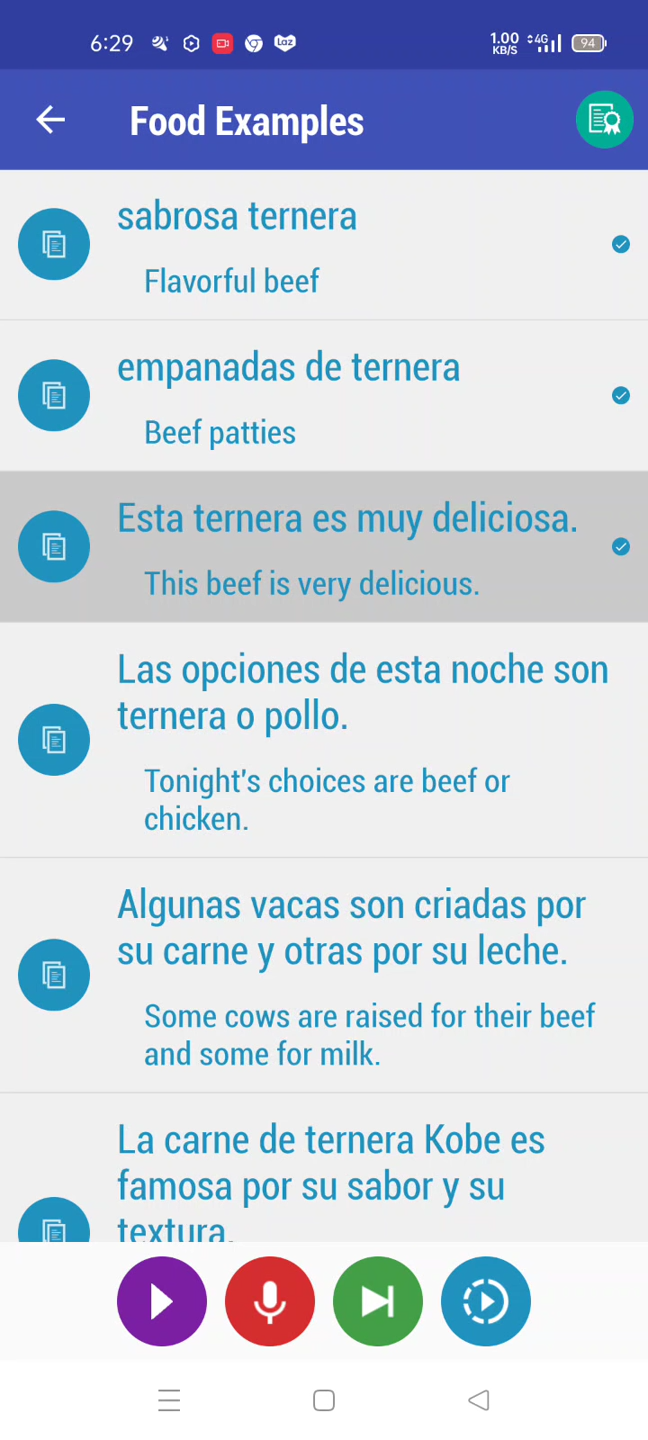 6:29
Laz
1.00
KB/S
4G
94
Food Examples
sabrosa ternera
Flavorful beef
empanadas de ternera
Beef patties
Esta ternera es muy deliciosa.
This beef is very delicious.
Las opciones de esta noche son
ternera o pollo.
Tonight's choices are beef or
chicken.
Algunas vacas son criadas por
su carne y otras por su leche.
Some cows are raised for their beef
and some for milk.
La carne de ternera Kobe es
famosa por su sabor y su
textura.